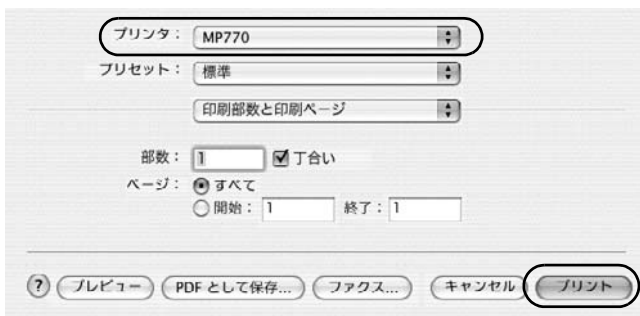 プリンタ： MP770
プリセット： 標準
印刷部数と印刷ページ
部数： 1 丁合い
ページ： すべて
開始： 1 終了： 1
? プレビュー PDF として保存... ファクス... キャンセル プリント